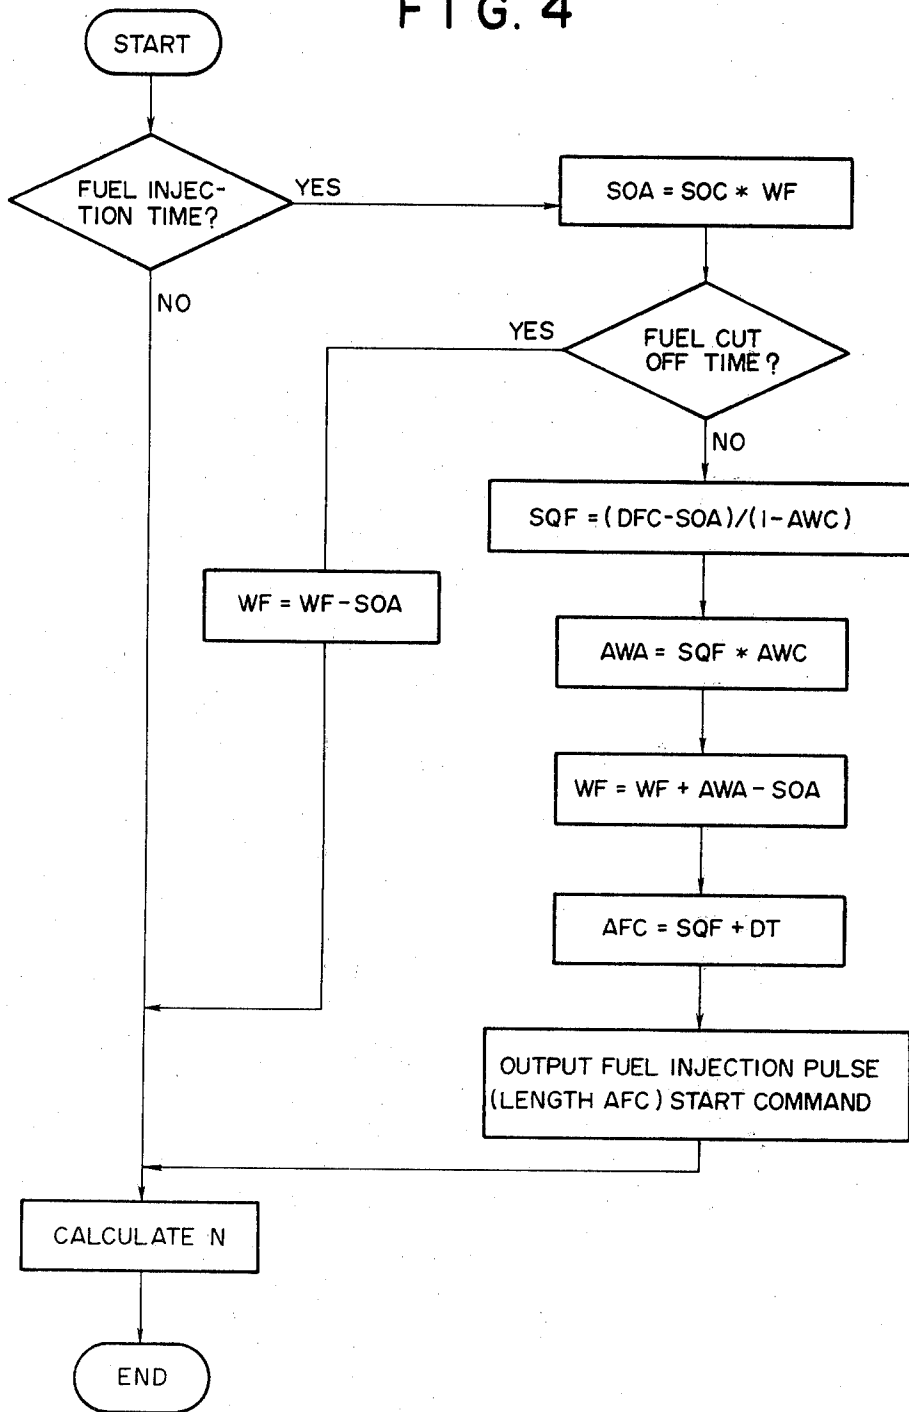 FIG. 4
START
FUEL INJEC-
TION TIME?
YES
NO
SOA = SOC * WF
FUEL CUT
OFF TIME?
YES
NO
SQF = (DFC-SOA)/(1-AWC)
WF = WF-SOA
AWA = SQF * AWC
WF = WF + AWA - SOA
AFC = SQF + DT
OUTPUT FUEL INJECTION PULSE
(LENGTH AFC) START COMMAND
CALCULATE N
END